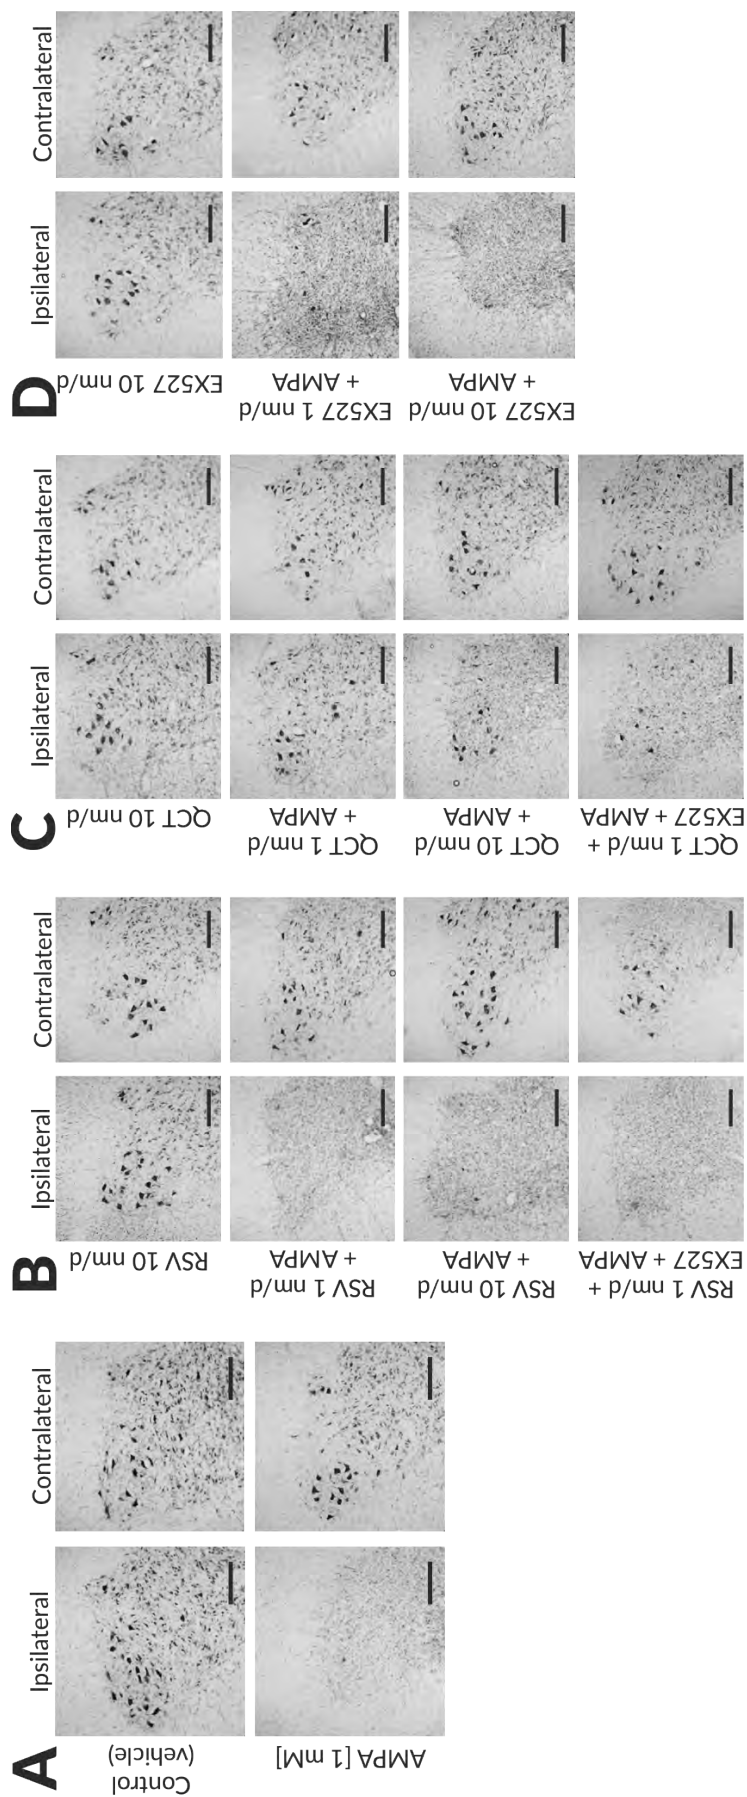 A
Ipsilateral
Contralateral
Control
(vehicle)
AMPA [1 mM]
B
Ipsilateral
Contralateral
RSV 10 nm/d
RSV 1 nm/d
+ AMPA
RSV 10 nm/d
+ AMPA
RSV 1 nm/d +
EX527 + AMPA
C
Ipsilateral
Contralateral
QCT 10 nm/d
QCT 1 nm/d
+ AMPA
QCT 10 nm/d
+ AMPA
QCT 1 nm/d +
EX527 + AMPA
D
Ipsilateral
Contralateral
EX527 10 nm/d
EX527 1 nm/d
+ AMPA
EX527 10 nm/d
+ AMPA